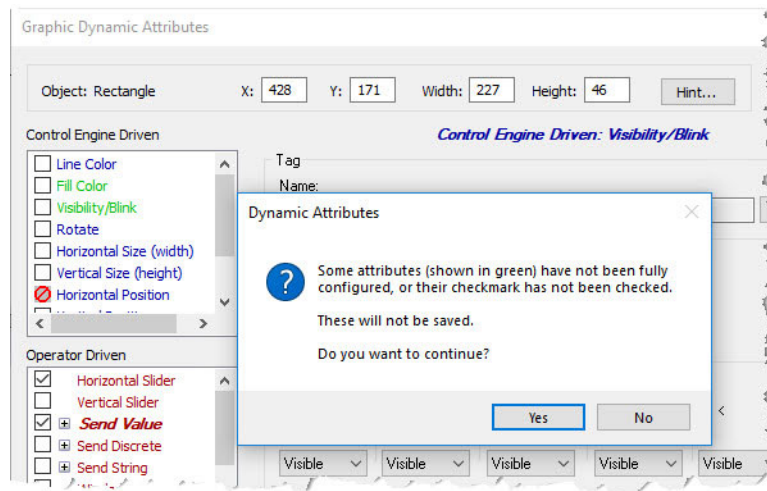 Graphic Dynamic Attributes
Object: Rectangle X: 428 Y: 171 Width: 227 Height: 46 Hint...
Control Engine Driven
Control Engine Driven: Visibility/Blink
Line Color
Fill Color
Visibility/Blink
Rotate
Horizontal Size (width)
Vertical Size (height)
Horizontal Position
Tag
Name:
Dynamic Attributes
Some attributes (shown in green) have not been fully
configured, or their checkmark has not been checked.
These will not be saved.
Do you want to continue?
Yes No
Operator Driven
Horizontal Slider
Vertical Slider
Send Value
Send Discrete
Send String
Visible Visible Visible Visible Visible